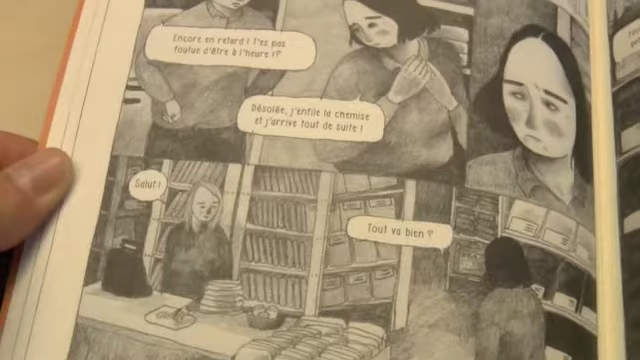 Encore en retard ! T'es pas
foutue d'être à l'heure !?
Désolée, j'enfile la chemise
et j'arrive tout de suite !
Salut !
Tout va bien ?